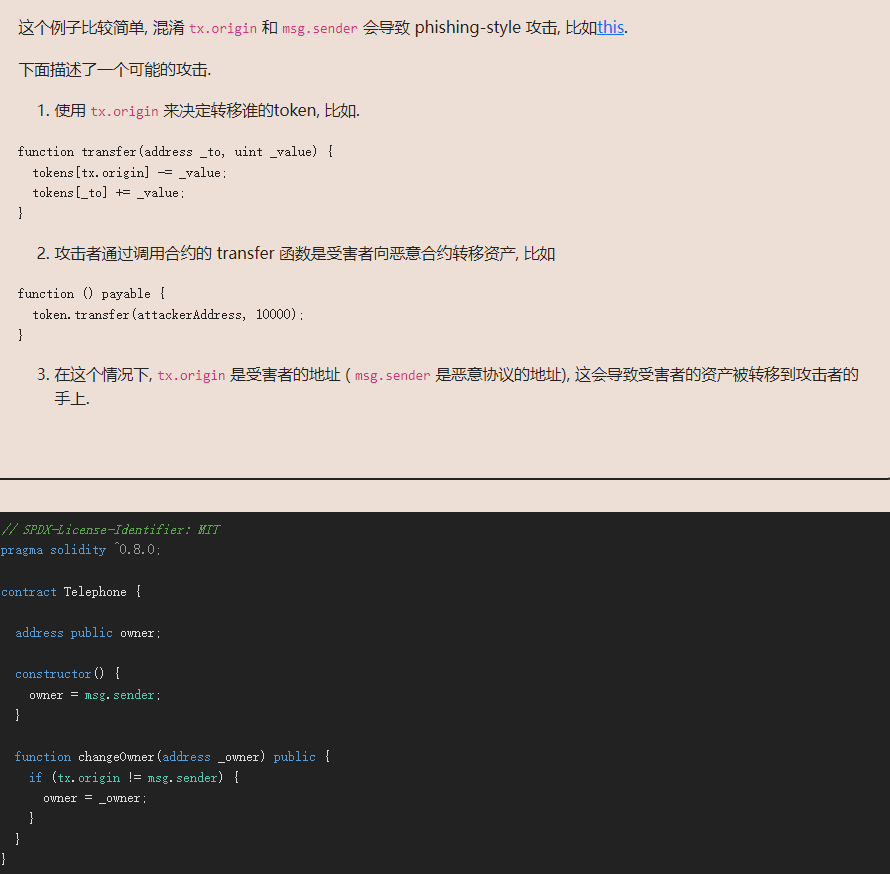 这个例子比较简单, 混淆 tx.origin 和 msg.sender 会导致 phishing-style 攻击, 比如this.
下面描述了一个可能的攻击.
1. 使用 tx.origin 来决定转移谁的token, 比如.
function transfer(address _to, uint _value) {
  tokens[tx.origin] -= _value;
  tokens[_to] += _value;
}
2. 攻击者通过调用合约的 transfer 函数是受害者向恶意合约转移资产, 比如
function () payable {
  token.transfer(attackerAddress, 10000);
}
3. 在这个情况下, tx.origin 是受害者的地址 ( msg.sender 是恶意协议的地址), 这会导致受害者的资产被转移到攻击者的
手上.
// SPDX-License-Identifier: MIT
pragma solidity ^0.8.0;
contract Telephone {
  address public owner;
  constructor() {
    owner = msg.sender;
  }
  function changeOwner(address _owner) public {
    if (tx.origin != msg.sender) {
      owner = _owner;
    }
  }
}